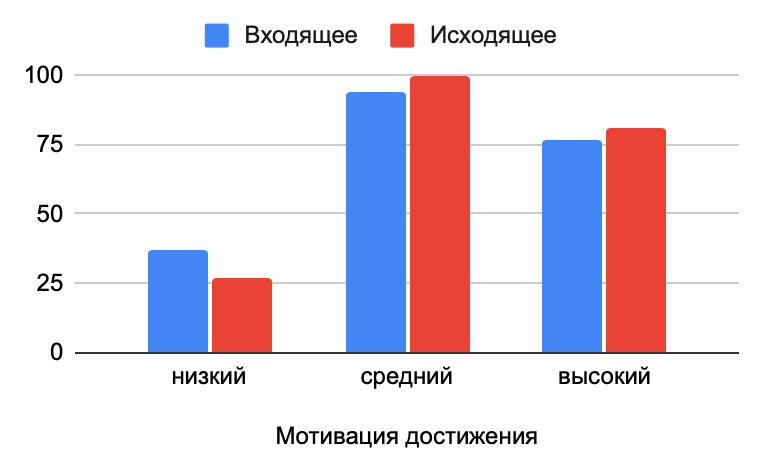 Входящее Исходящее
100
75
50
25
0
низкий средний высокий
Мотивация достижения